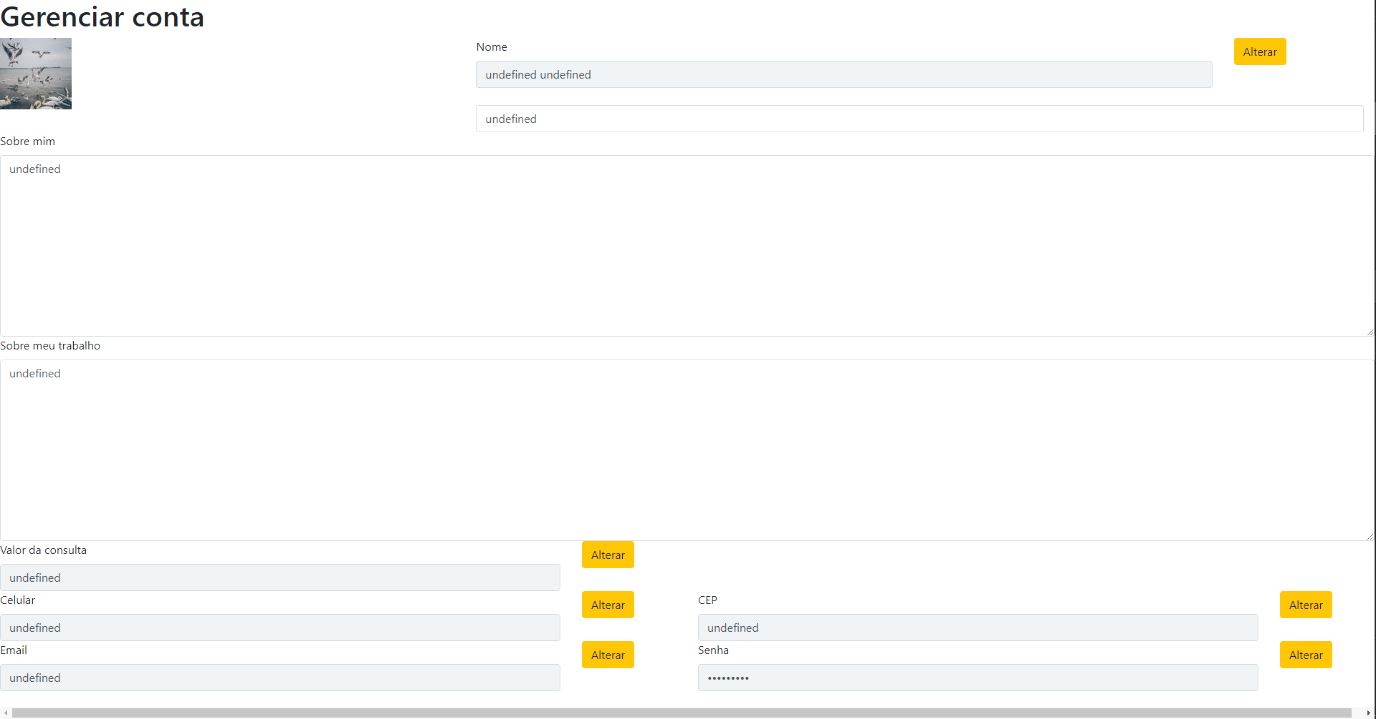 Gerenciar conta
Nome
Alterar
undefined undefined
undefined
Sobre mim
undefined
Sobre meu trabalho
undefined
Valor da consulta
Alterar
undefined
Celular
Alterar
CEP
Alterar
undefined
undefined
Email
Alterar
Senha
Alterar
undefined
•••••••••